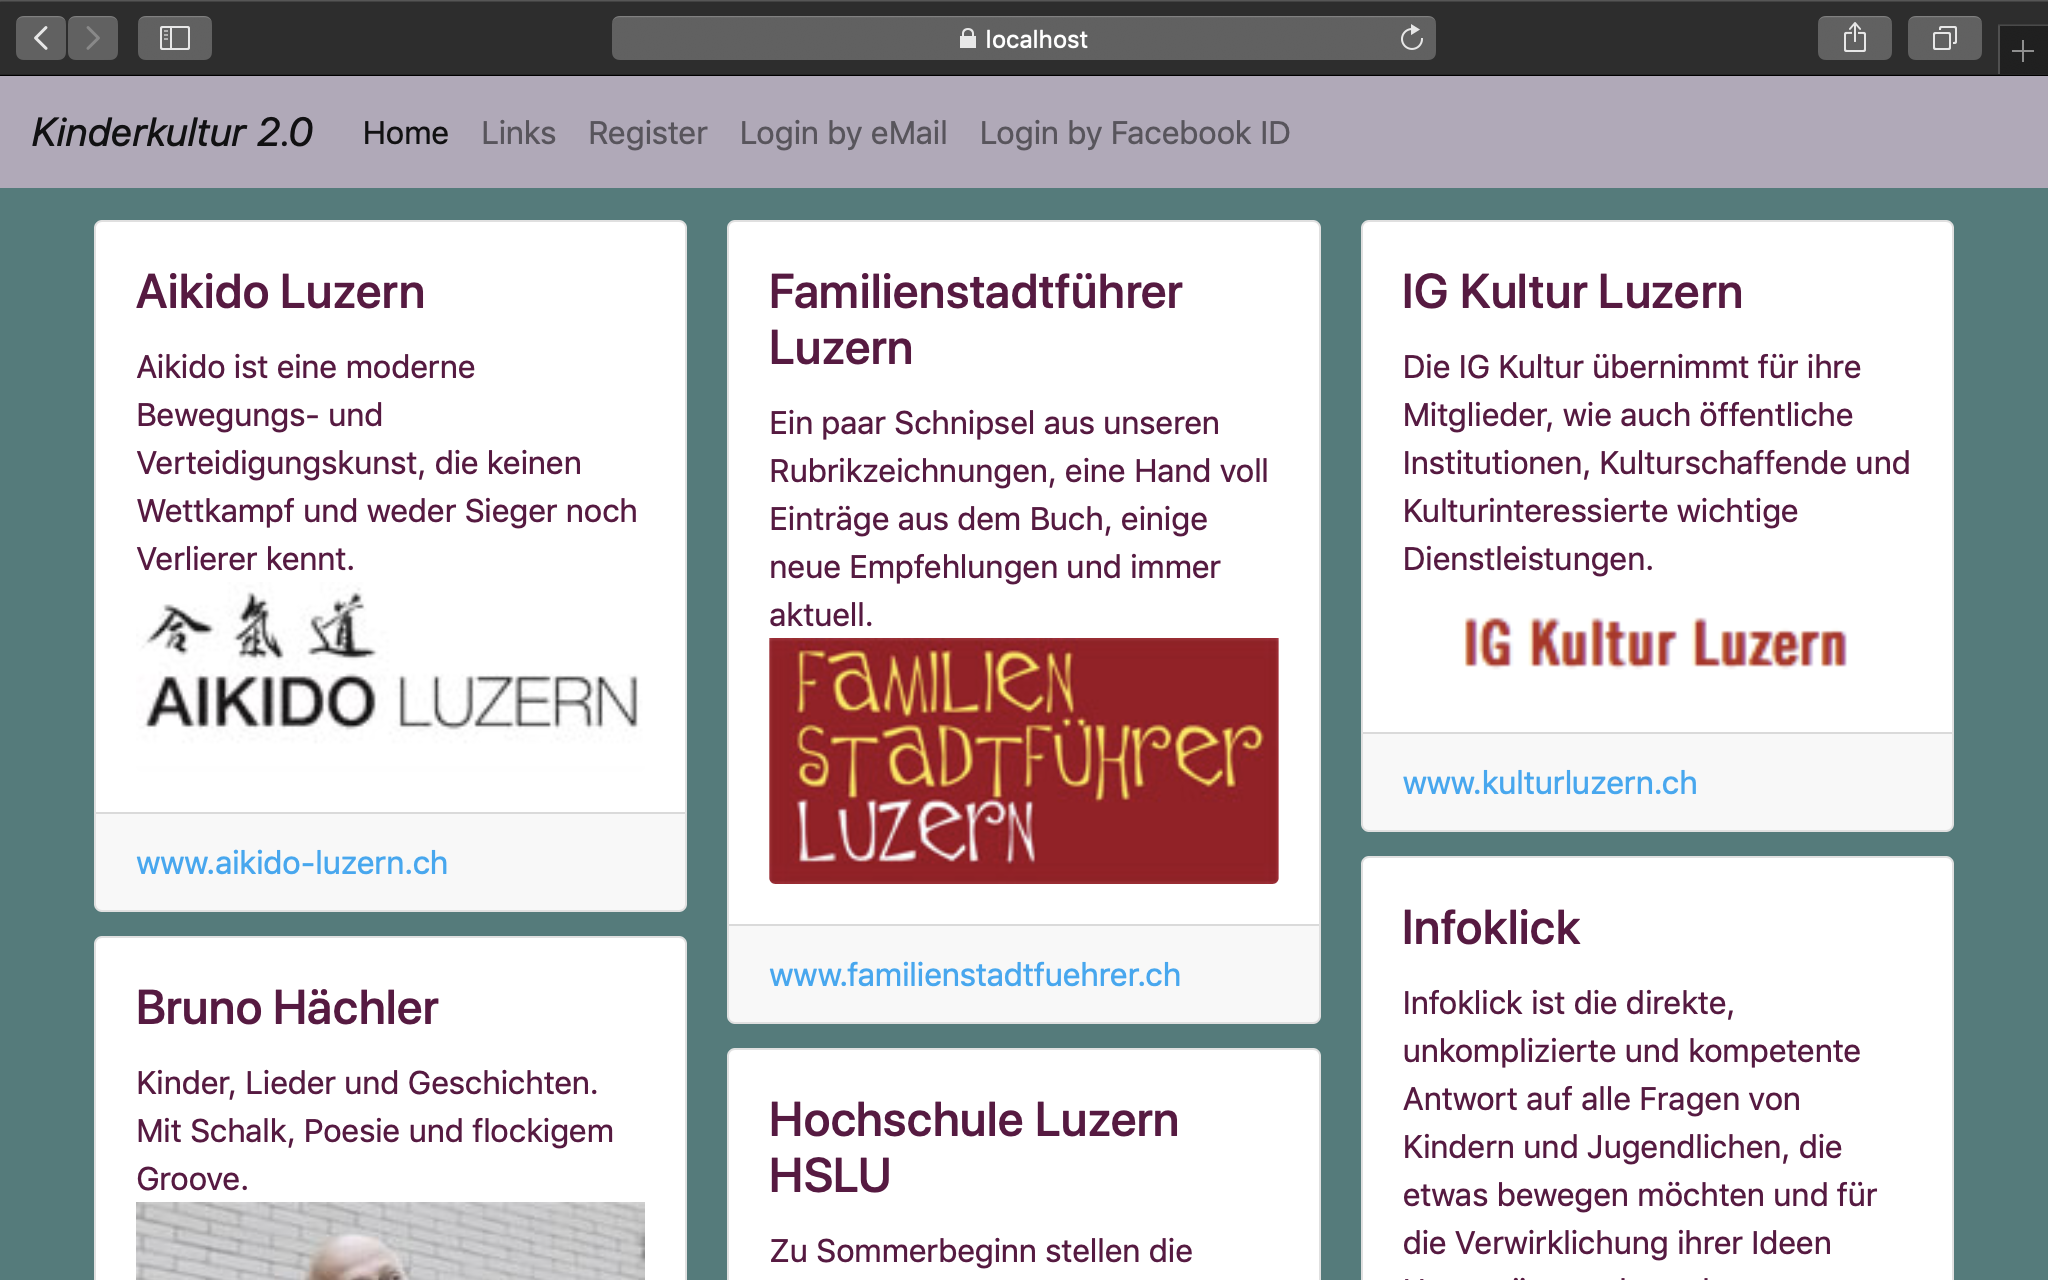 localhost
Kinderkultur 2.0 Home Links Register Login by eMail Login by Facebook ID
Aikido Luzern
Aikido ist eine moderne
Bewegungs- und
Verteidigungskunst, die keinen
Wettkampf und weder Sieger noch
Verlierer kennt.
合氣道
AIKIDO LUZERN
www.aikido-luzern.ch
Bruno Hächler
Kinder, Lieder und Geschichten.
Mit Schalk, Poesie und flockigem
Groove.
Familienstadtführer
Luzern
Ein paar Schnipsel aus unseren
Rubrikzeichnungen, eine Hand voll
Einträge aus dem Buch, einige
neue Empfehlungen und immer
aktuell.
FAMILIEN
STADTFÜHRER
LUZERN
www.familienstadtfuehrer.ch
Hochschule Luzern
HSLU
Zu Sommerbeginn stellen die
IG Kultur Luzern
Die IG Kultur übernimmt für ihre
Mitglieder, wie auch öffentliche
Institutionen, Kulturschaffende und
Kulturinteressierte wichtige
Dienstleistungen.
IG Kultur Luzern
www.kulturluzern.ch
Infoklick
Infoklick ist die direkte,
unkomplizierte und kompetente
Antwort auf alle Fragen von
Kindern und Jugendlichen, die
etwas bewegen möchten und für
die Verwirklichung ihrer Ideen